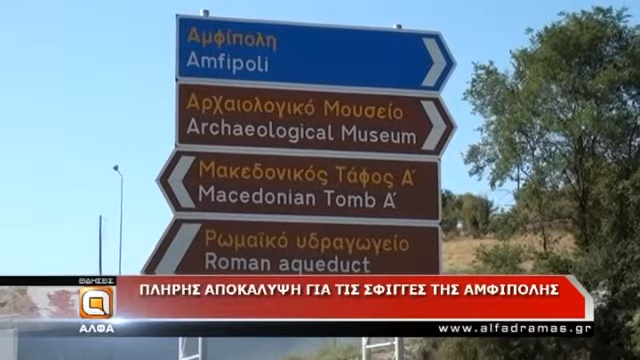 Αμφίπολη
Amfipoli
Αρχαιολογικό Μουσείο
Archaeological Museum
Μακεδονικός Τάφος Α΄
Macedonian Tomb Α΄
Ρωμαϊκό υδραγωγείο
Roman aqueduct
ΕΙΔΗΣΕΙΣ
ΠΛΗΡΗΣ ΑΠΟΚΑΛΥΨΗ ΓΙΑ ΤΙΣ ΣΦΙΓΓΕΣ ΤΗΣ ΑΜΦΙΠΟΛΗΣ
ΑΛΦΑ
www.alfadramas.gr